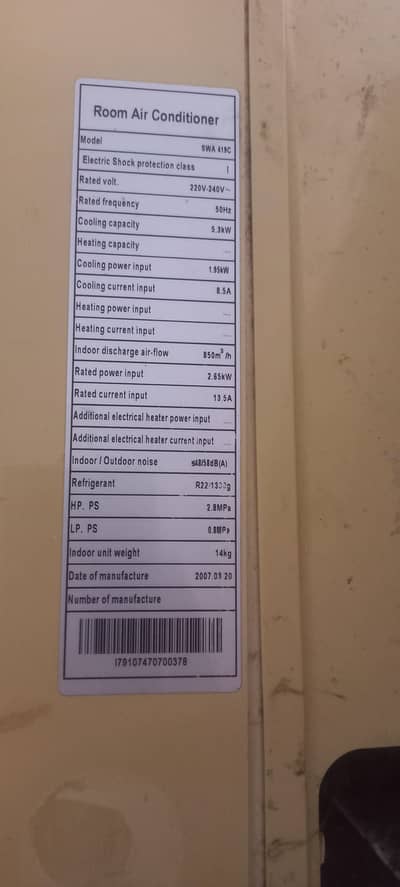 Room Air Conditioner
Model SWA 419C
Electric Shock protection class I
Rated volt. 220V-240V~
Rated frequency 50Hz
Cooling capacity 5.3kW
Heating capacity —
Cooling power input 1.95kW
Cooling current input 8.5A
Heating power input —
Heating current input —
Indoor discharge air-flow 850m³/h
Rated power input 2.65kW
Rated current input 13.5A
Additional electrical heater power input —
Additional electrical heater current input —
Indoor / Outdoor noise ≤48/58dB(A)
Refrigerant
HP. PS 2.8MPa
LP. PS 0.8MPa
Indoor unit weight 14kg
Date of manufacture 2007.03.20
Number of manufacture
I79107470700378